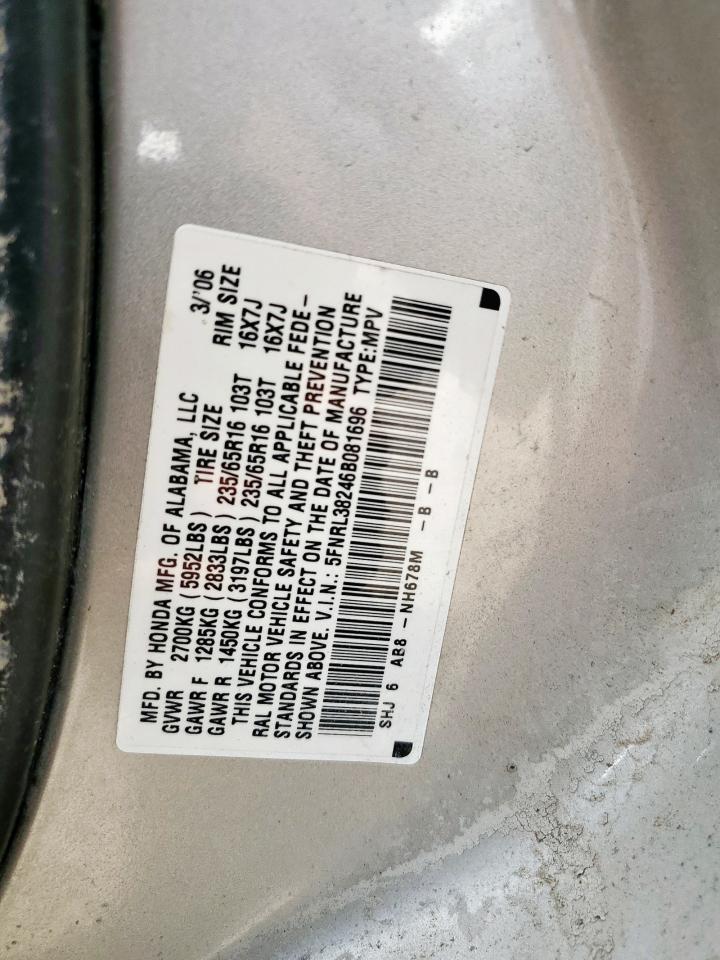 MFD. BY HONDA MFG. OF ALABAMA, LLC 3/'06
GVWR 2700KG (5952LBS) TIRE SIZE RIM SIZE
GAWR F 1285KG (2833LBS) 235/65R16 103T 16X7J
GAWR R 1450KG (3197LBS) 235/65R16 103T 16X7J
THIS VEHICLE CONFORMS TO ALL APPLICABLE FEDE-
RAL MOTOR VEHICLE SAFETY AND THEFT PREVENTION
STANDARDS IN EFFECT ON THE DATE OF MANUFACTURE
SHOWN ABOVE. V.I.N.: 5FNRL38246B081696 TYPE:MPV
SHJ 6 AB8 -NH678M -B -B